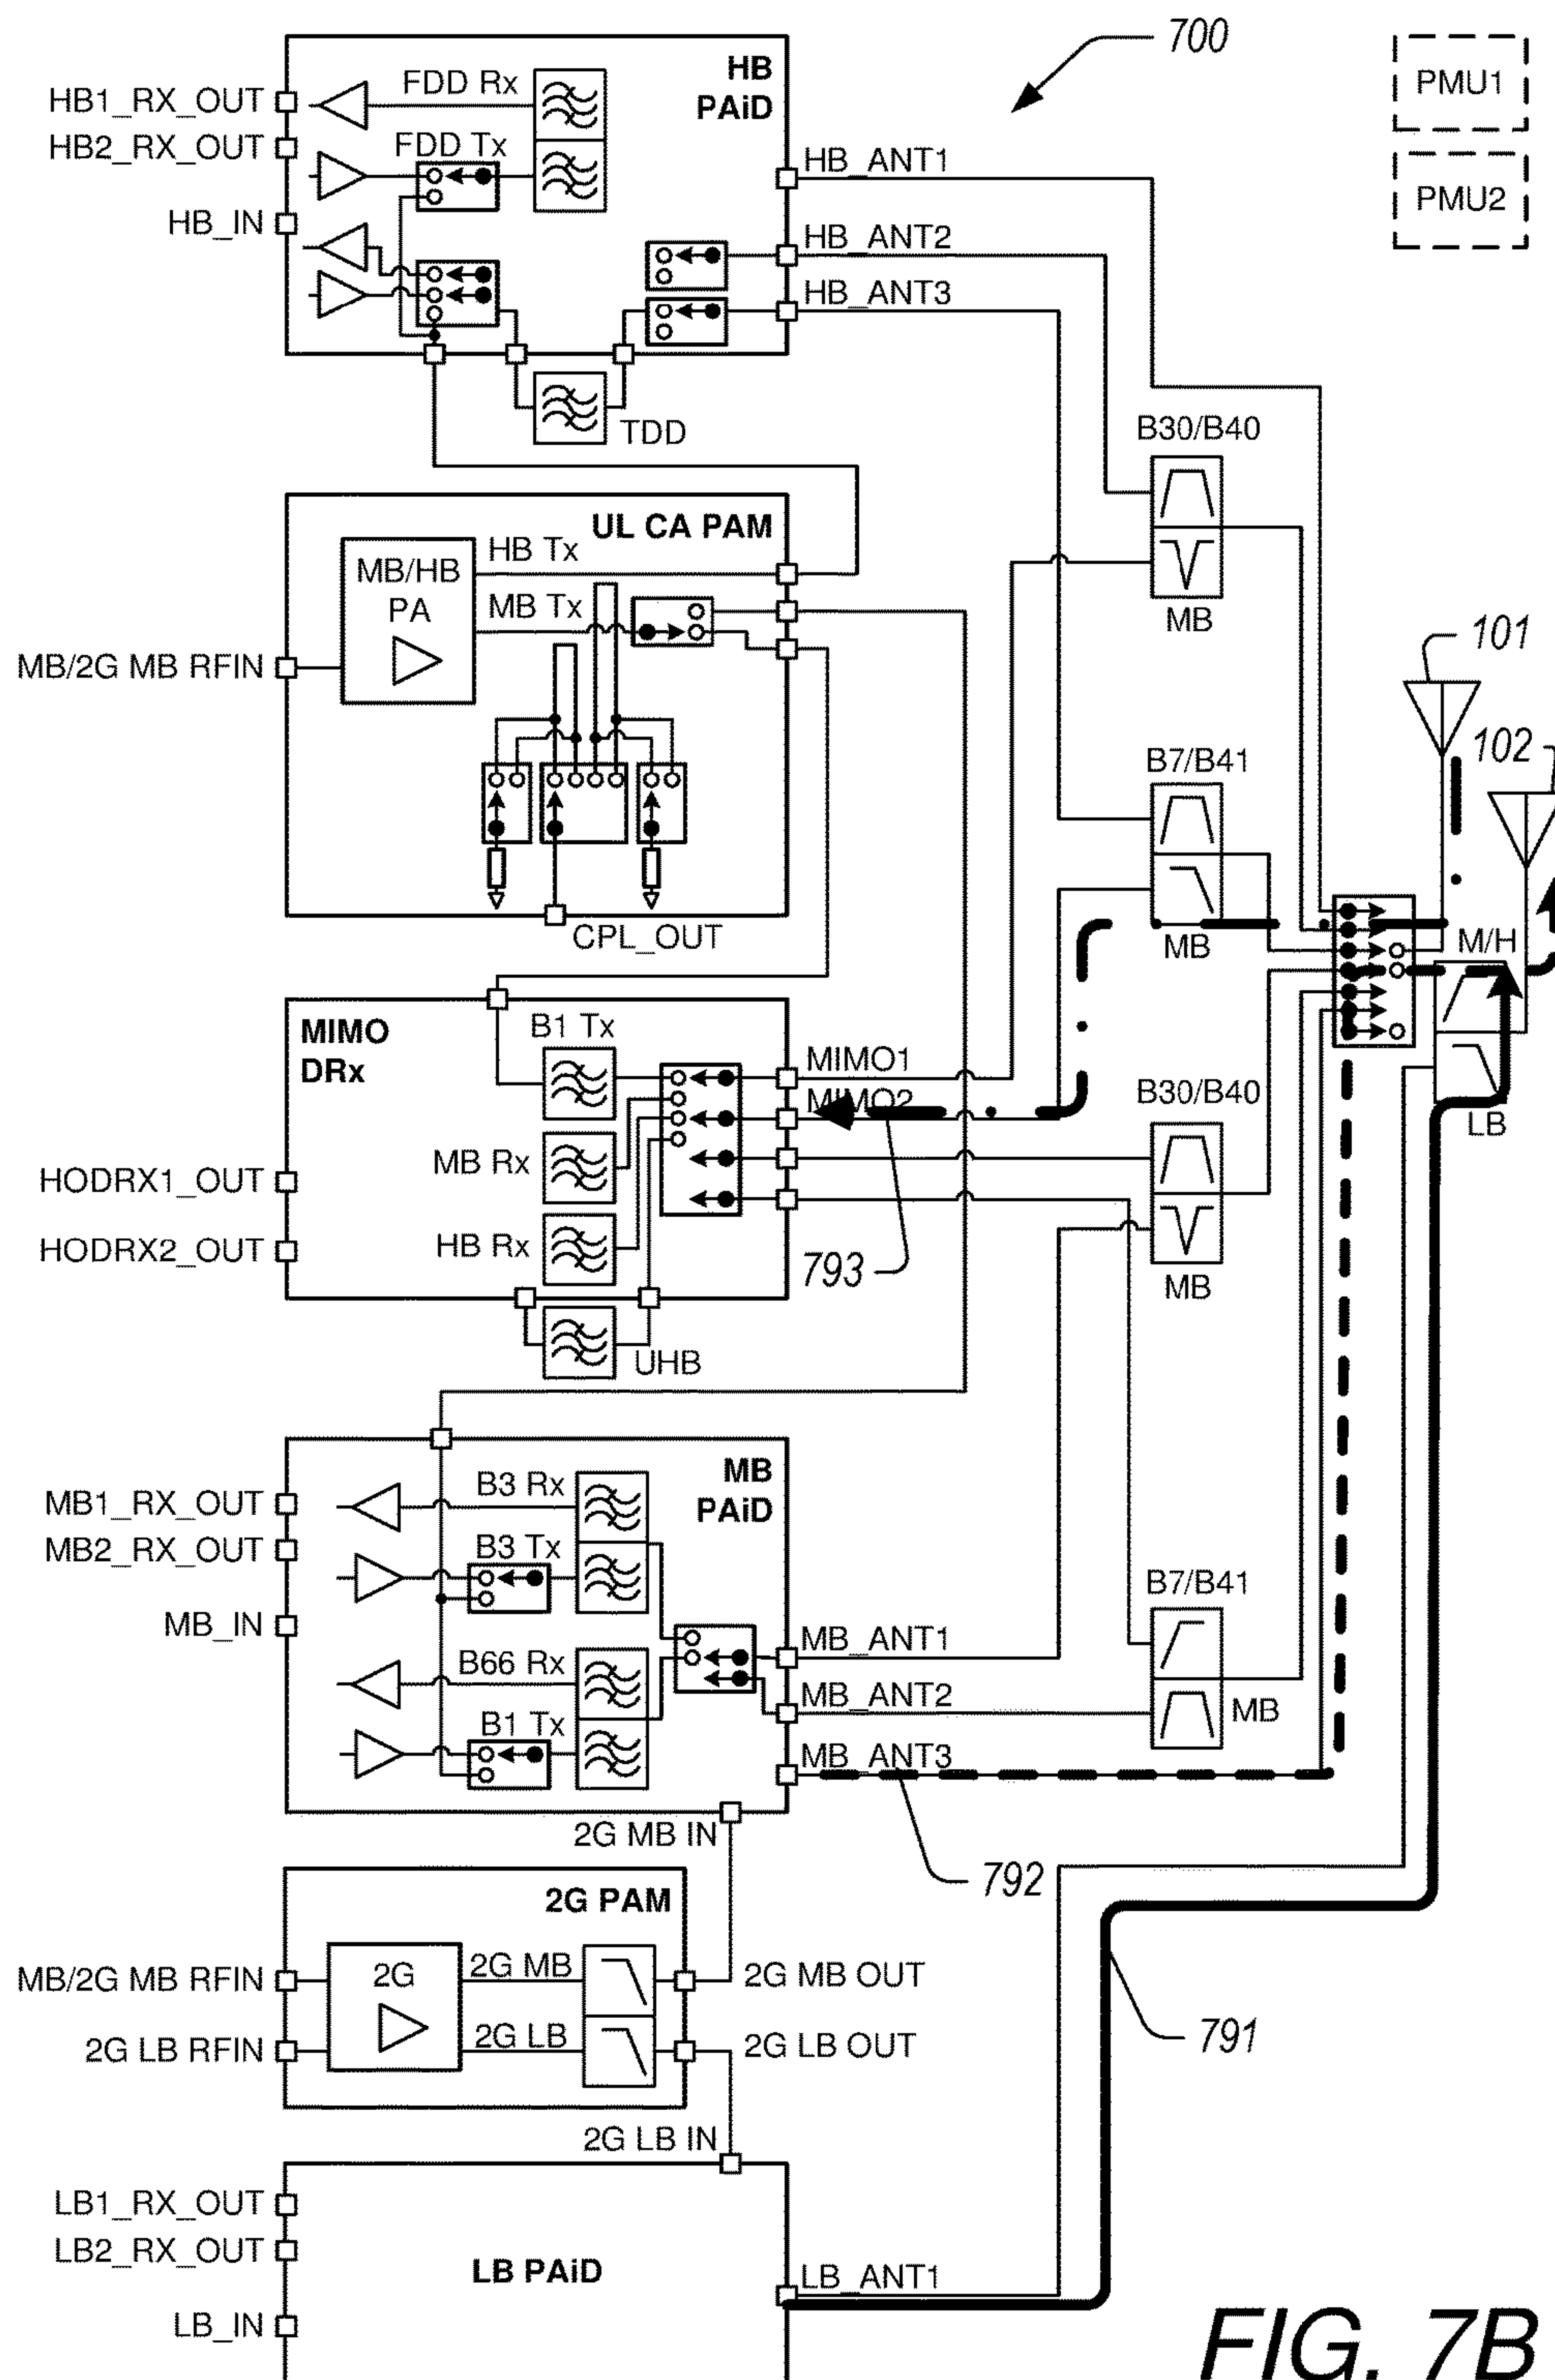 700
HB
PAiD
PMU1
PMU2
HB1_RX_OUT
FDD Rx
HB2_RX_OUT
FDD Tx
HB_IN
HB_ANT1
HB_ANT2
HB_ANT3
TDD
B30/B40
MB
UL CA PAM
MB/HB
PA
HB Tx
MB Tx
MB/2G MB RFIN
CPL_OUT
101
102
B7/B41
MB
M/H
LB
MIMO
DRx
B1 Tx
MB Rx
HB Rx
MIMO1
MIMO2
HODRX1_OUT
HODRX2_OUT
UHB
793
B30/B40
MB
MB
PAiD
MB1_RX_OUT
B3 Rx
MB2_RX_OUT
B3 Tx
MB_IN
B66 Rx
B1 Tx
MB_ANT1
MB_ANT2
MB_ANT3
B7/B41
MB
2G MB IN
792
2G PAM
MB/2G MB RFIN
2G
2G MB
2G MB OUT
2G LB RFIN
2G LB
2G LB OUT
791
2G LB IN
LB1_RX_OUT
LB2_RX_OUT
LB PAiD
LB_ANT1
LB_IN
FIG. 7B